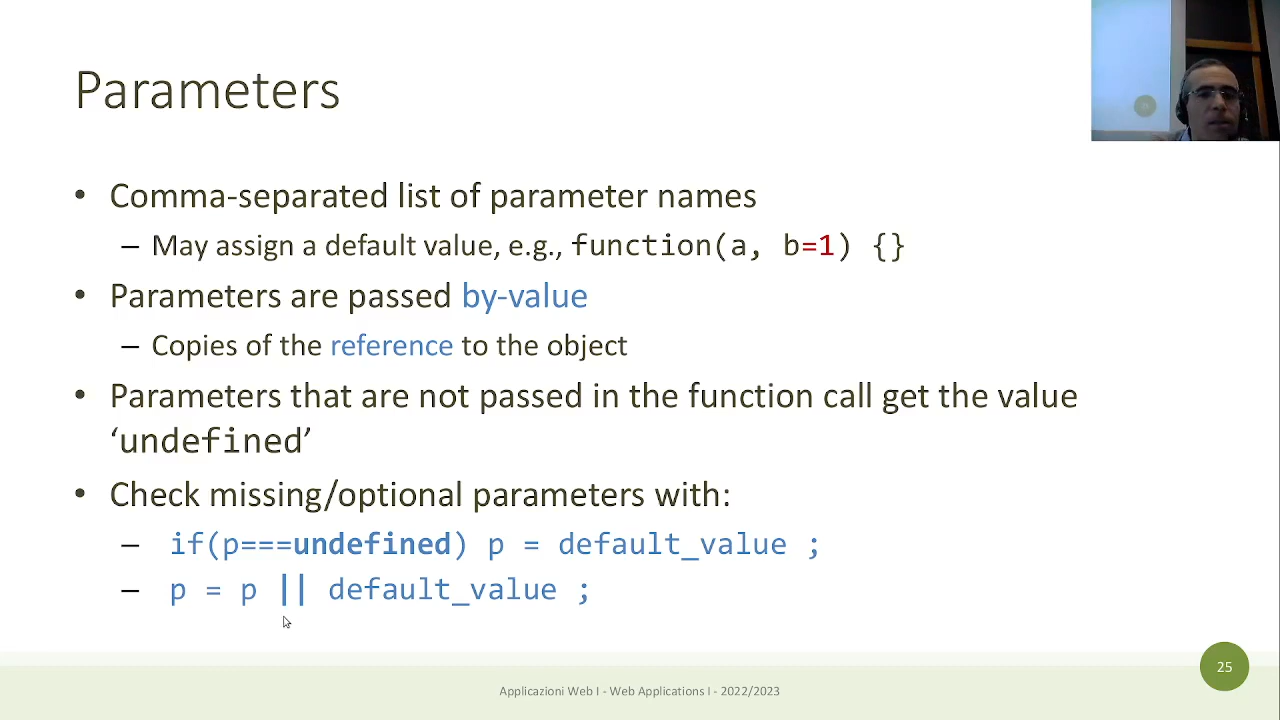 Parameters
• Comma-separated list of parameter names
– May assign a default value, e.g., function(a, b=1) {}
• Parameters are passed by-value
– Copies of the reference to the object
• Parameters that are not passed in the function call get the value
‘undefined’
• Check missing/optional parameters with:
– if(p===undefined) p = default_value ;
– p = p || default_value ;
25
Applicazioni Web I - Web Applications I - 2022/2023